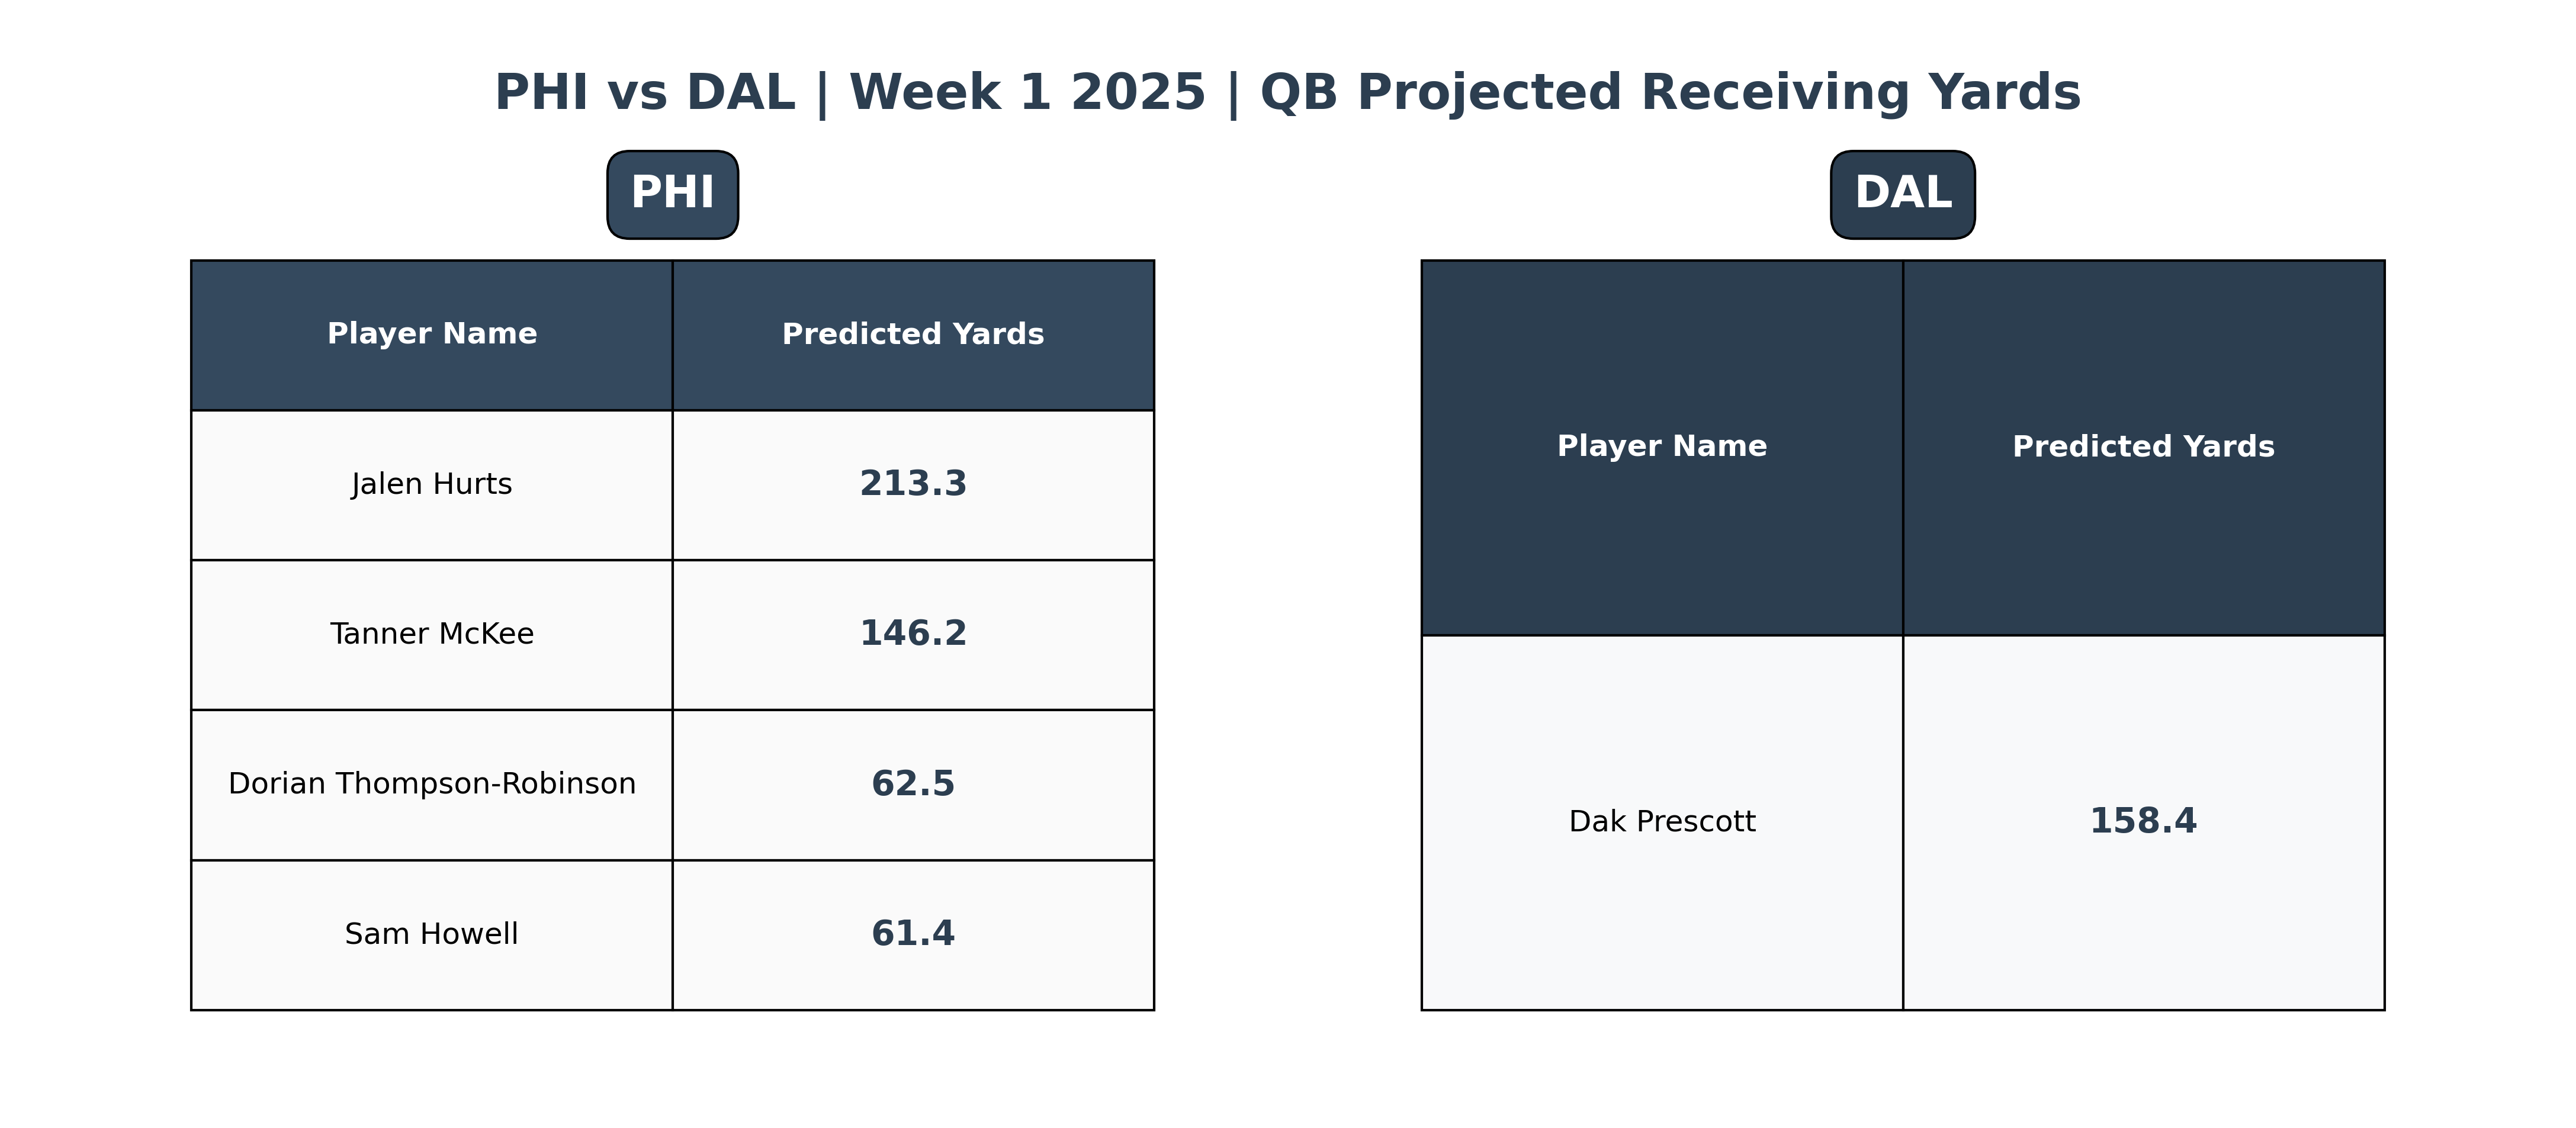 PHI vs DAL | Week 1 2025 | QB Projected Receiving Yards
PHI
Player Name Predicted Yards
Jalen Hurts 213.3
Tanner McKee 146.2
Dorian Thompson-Robinson 62.5
Sam Howell 61.4
DAL
Player Name Predicted Yards
Dak Prescott 158.4